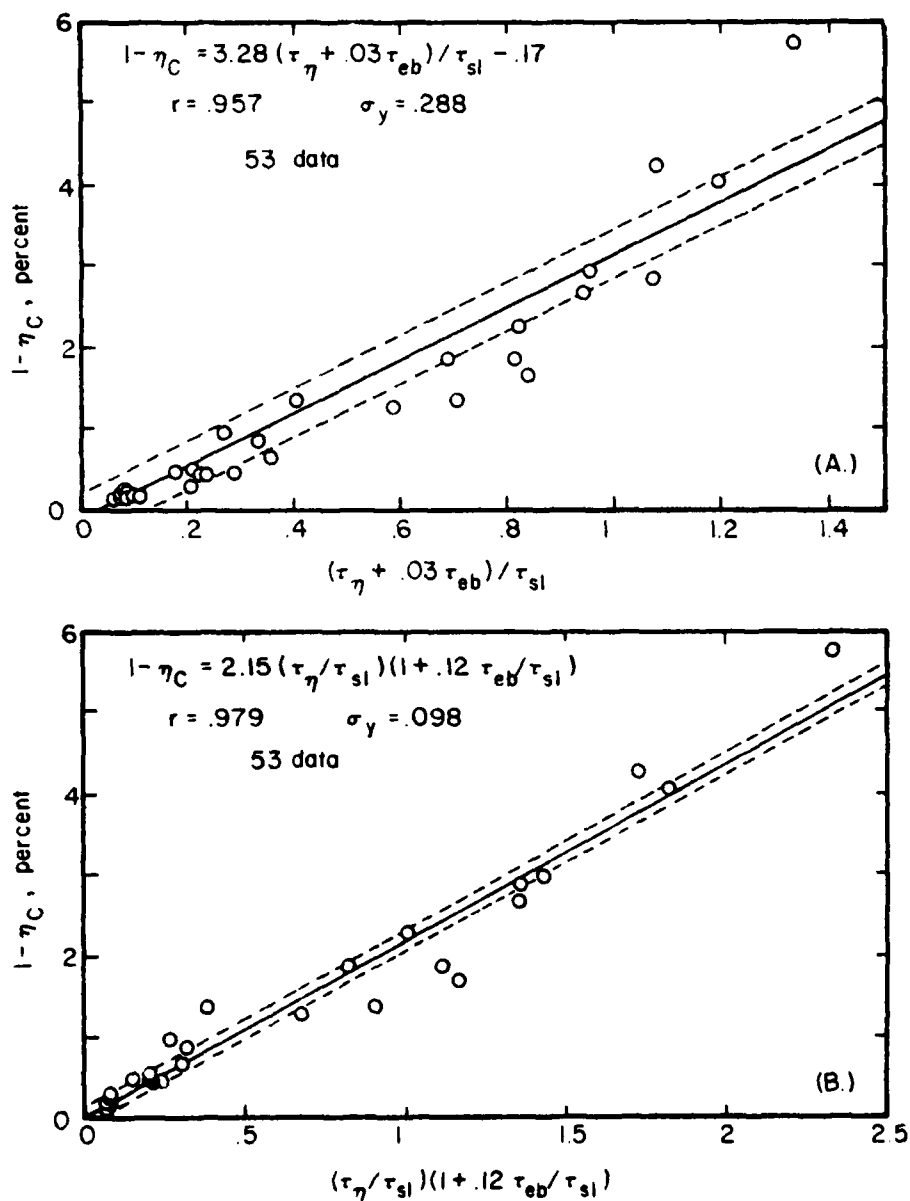 1-η_C = 3.28 (τ_η + .03 τ_eb)/τ_sl -.17
r = .957 σ_y = .288
53 data
6
4
2
0
1-η_C, percent
(A.)
0 .2 .4 .6 .8 1 1.2 1.4
(τ_η + .03 τ_eb)/τ_sl
1-η_C = 2.15 (τ_η/τ_sl)(1 + .12 τ_eb/τ_sl)
r = .979 σ_y = .098
53 data
6
4
2
0
1-η_C, percent
(B.)
0 .5 1 1.5 2 2.5
(τ_η/τ_sl)(1 + .12 τ_eb/τ_sl)